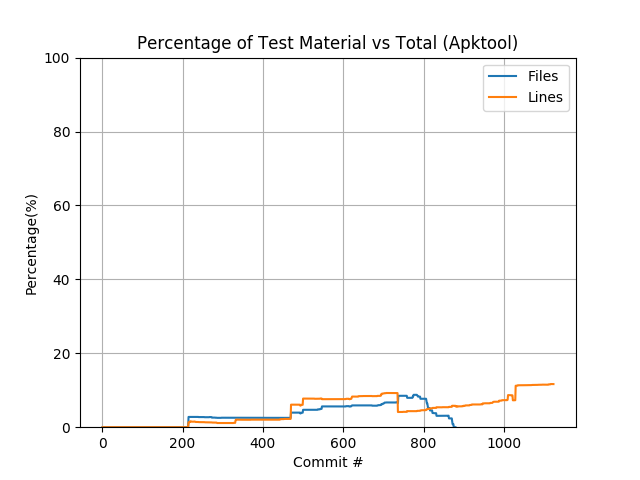 Percentage of Test Material vs Total (Apktool)
Files
Lines
100
80
60
40
20
0
Percentage(%)
0 200 400 600 800 1000
Commit #